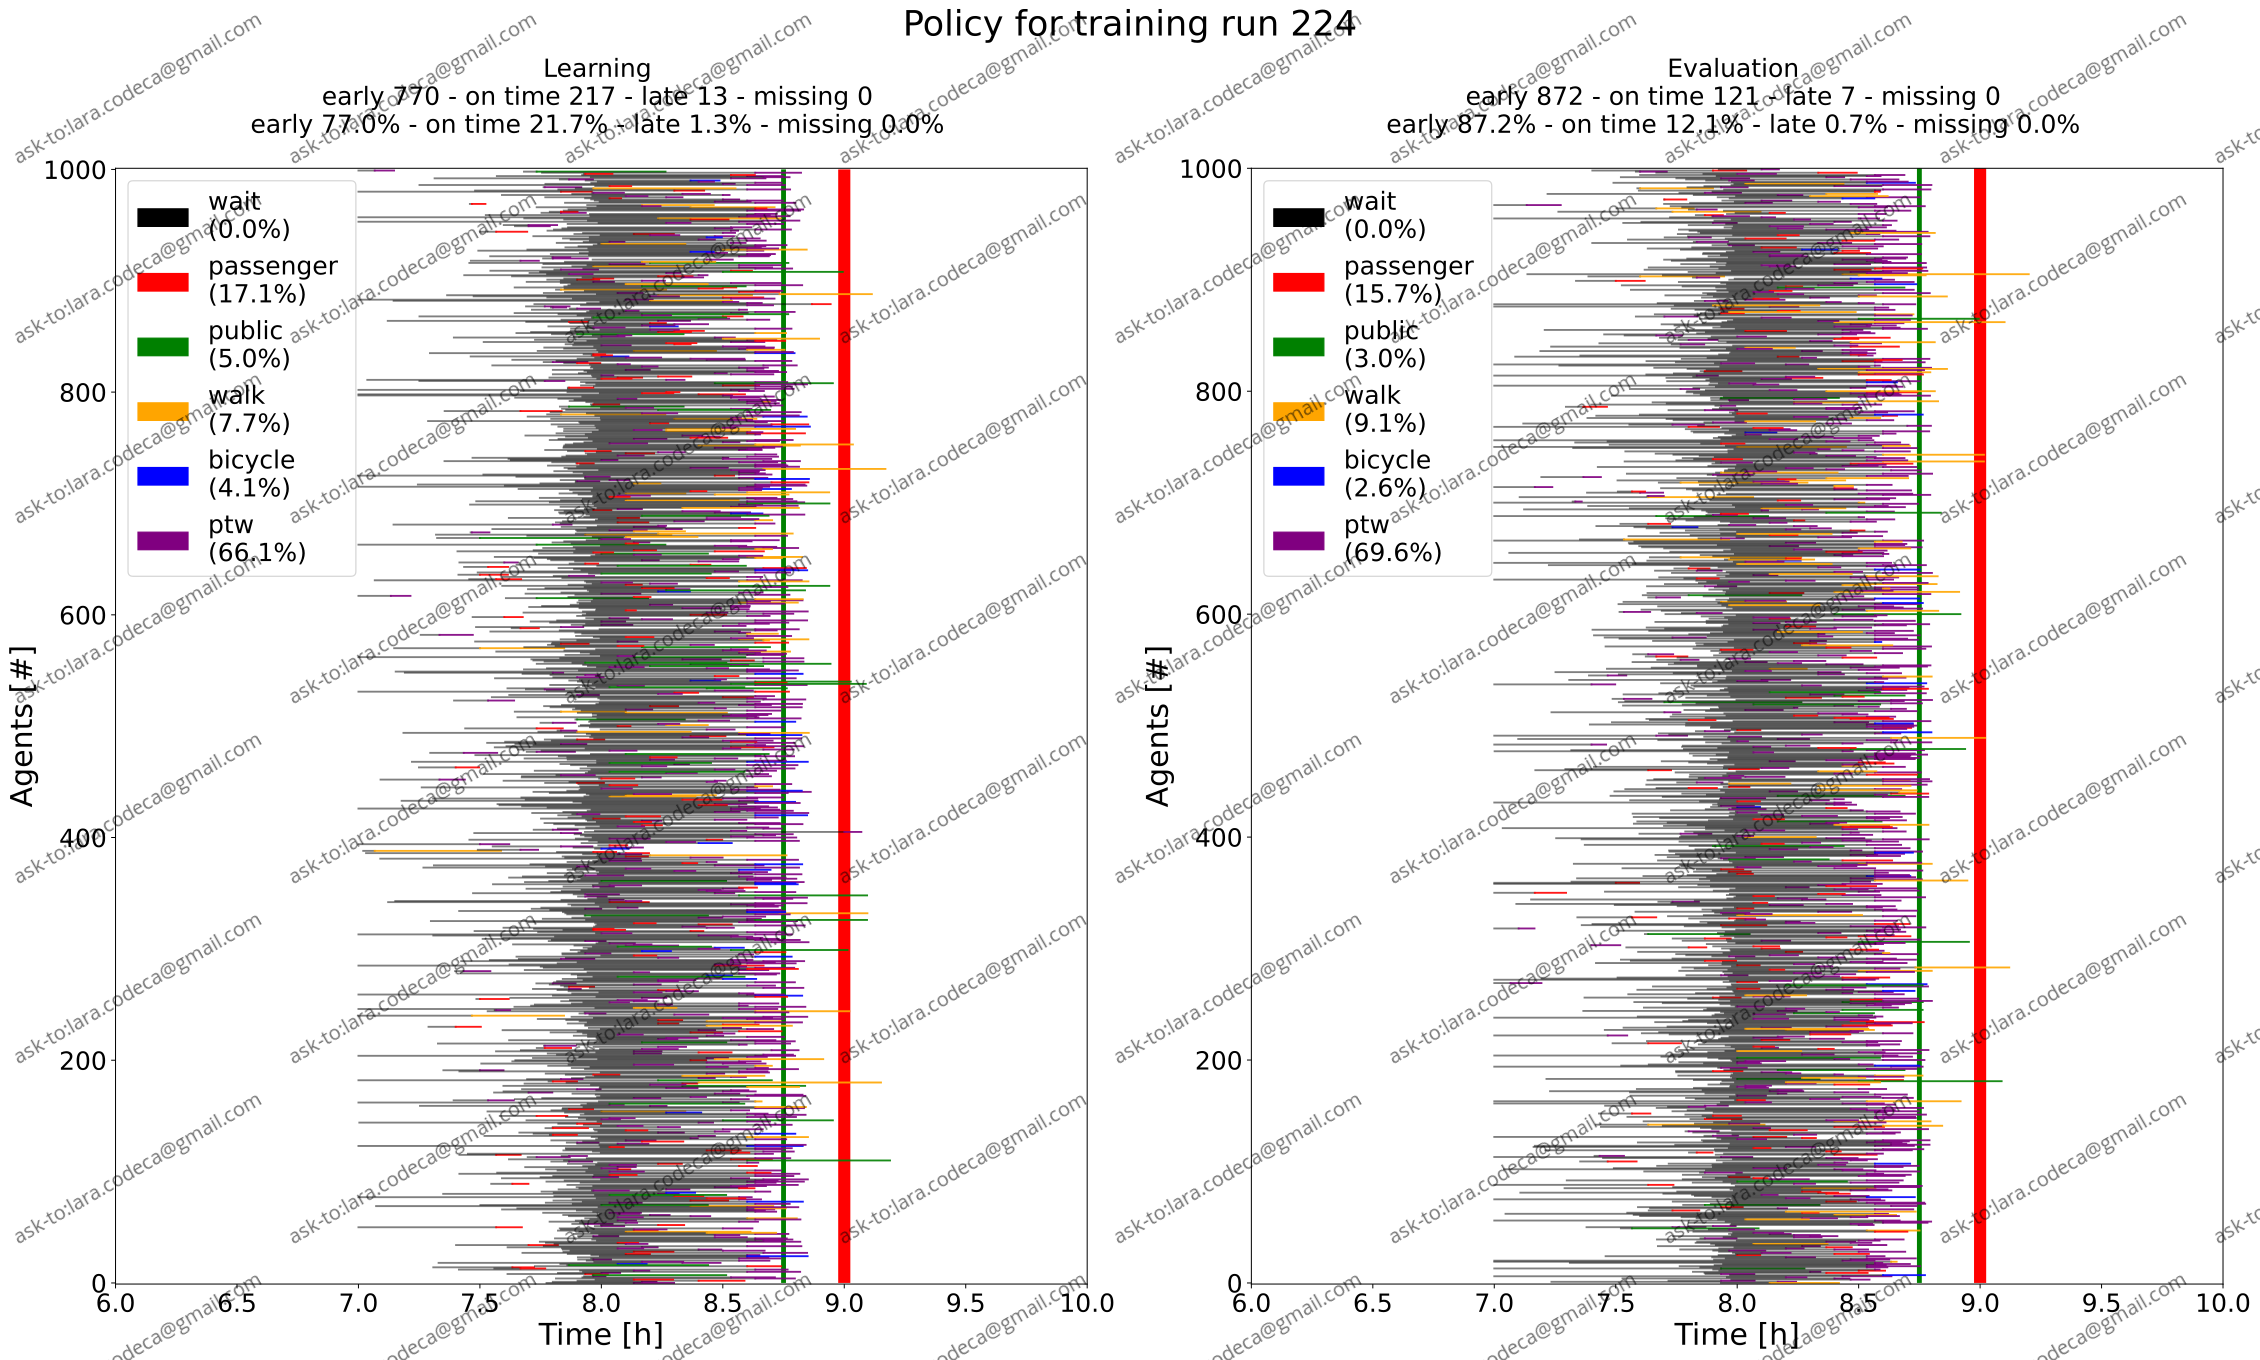 Policy for training run 224
Learning
early 770 - on time 217 - late 13 - missing 0
early 77.0% - on time 21.7% - late 1.3% - missing 0.0%
Evaluation
early 872 - on time 121 - late 7 - missing 0
early 87.2% - on time 12.1% - late 0.7% - missing 0.0%
wait
(0.0%)
passenger
(17.1%)
public
(5.0%)
walk
(7.7%)
bicycle
(4.1%)
ptw
(66.1%)
wait
(0.0%)
passenger
(15.7%)
public
(3.0%)
walk
(9.1%)
bicycle
(2.6%)
ptw
(69.6%)
1000
800
600
400
200
0
Agents [#]
6.0 6.5 7.0 7.5 8.0 8.5 9.0 9.5 10.0
Time [h]
1000
800
600
400
200
0
Agents [#]
6.0 6.5 7.0 7.5 8.0 8.5 9.0 9.5 10.0
Time [h]
ask-to:lara.codeca@gmail.com